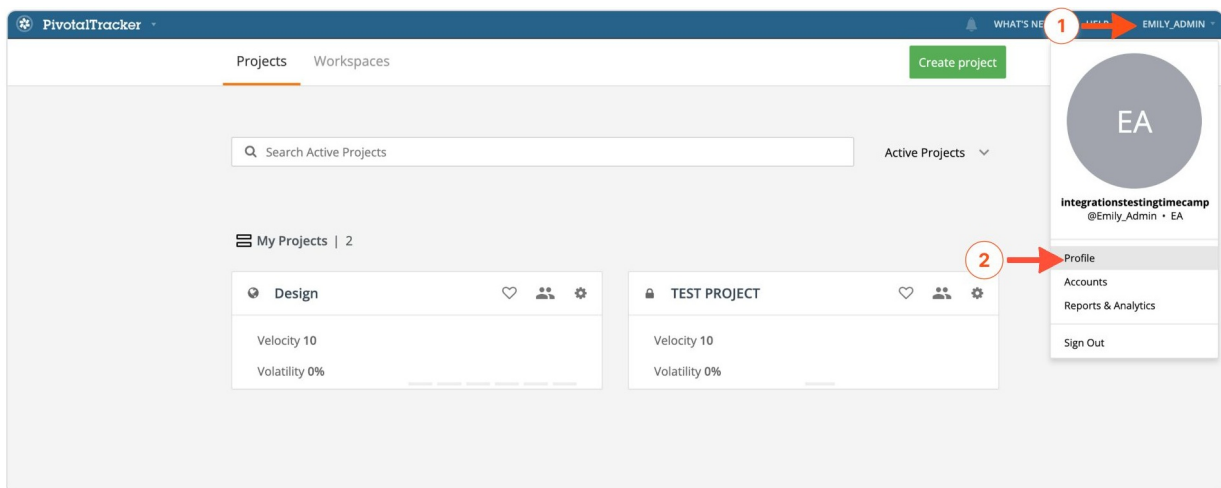 PivotalTracker
WHAT'S NE
1
EMILY_ADMIN
Projects
Workspaces
Create project
EA
Search Active Projects
Active Projects
integrationstestingtimecamp
@Emily_Admin • EA
My Projects | 2
2
Profile
Accounts
Reports & Analytics
Sign Out
Design
TEST PROJECT
Velocity 10
Velocity 10
Volatility 0%
Volatility 0%